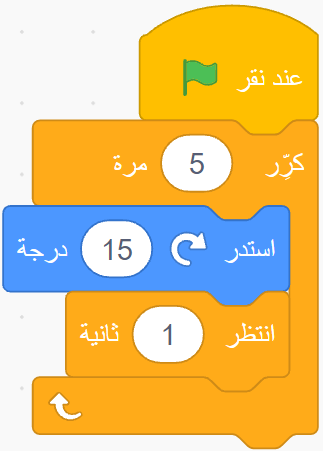 عند نقر
كرِّر 5 مرة
استدر 15 درجة
انتظر 1 ثانية